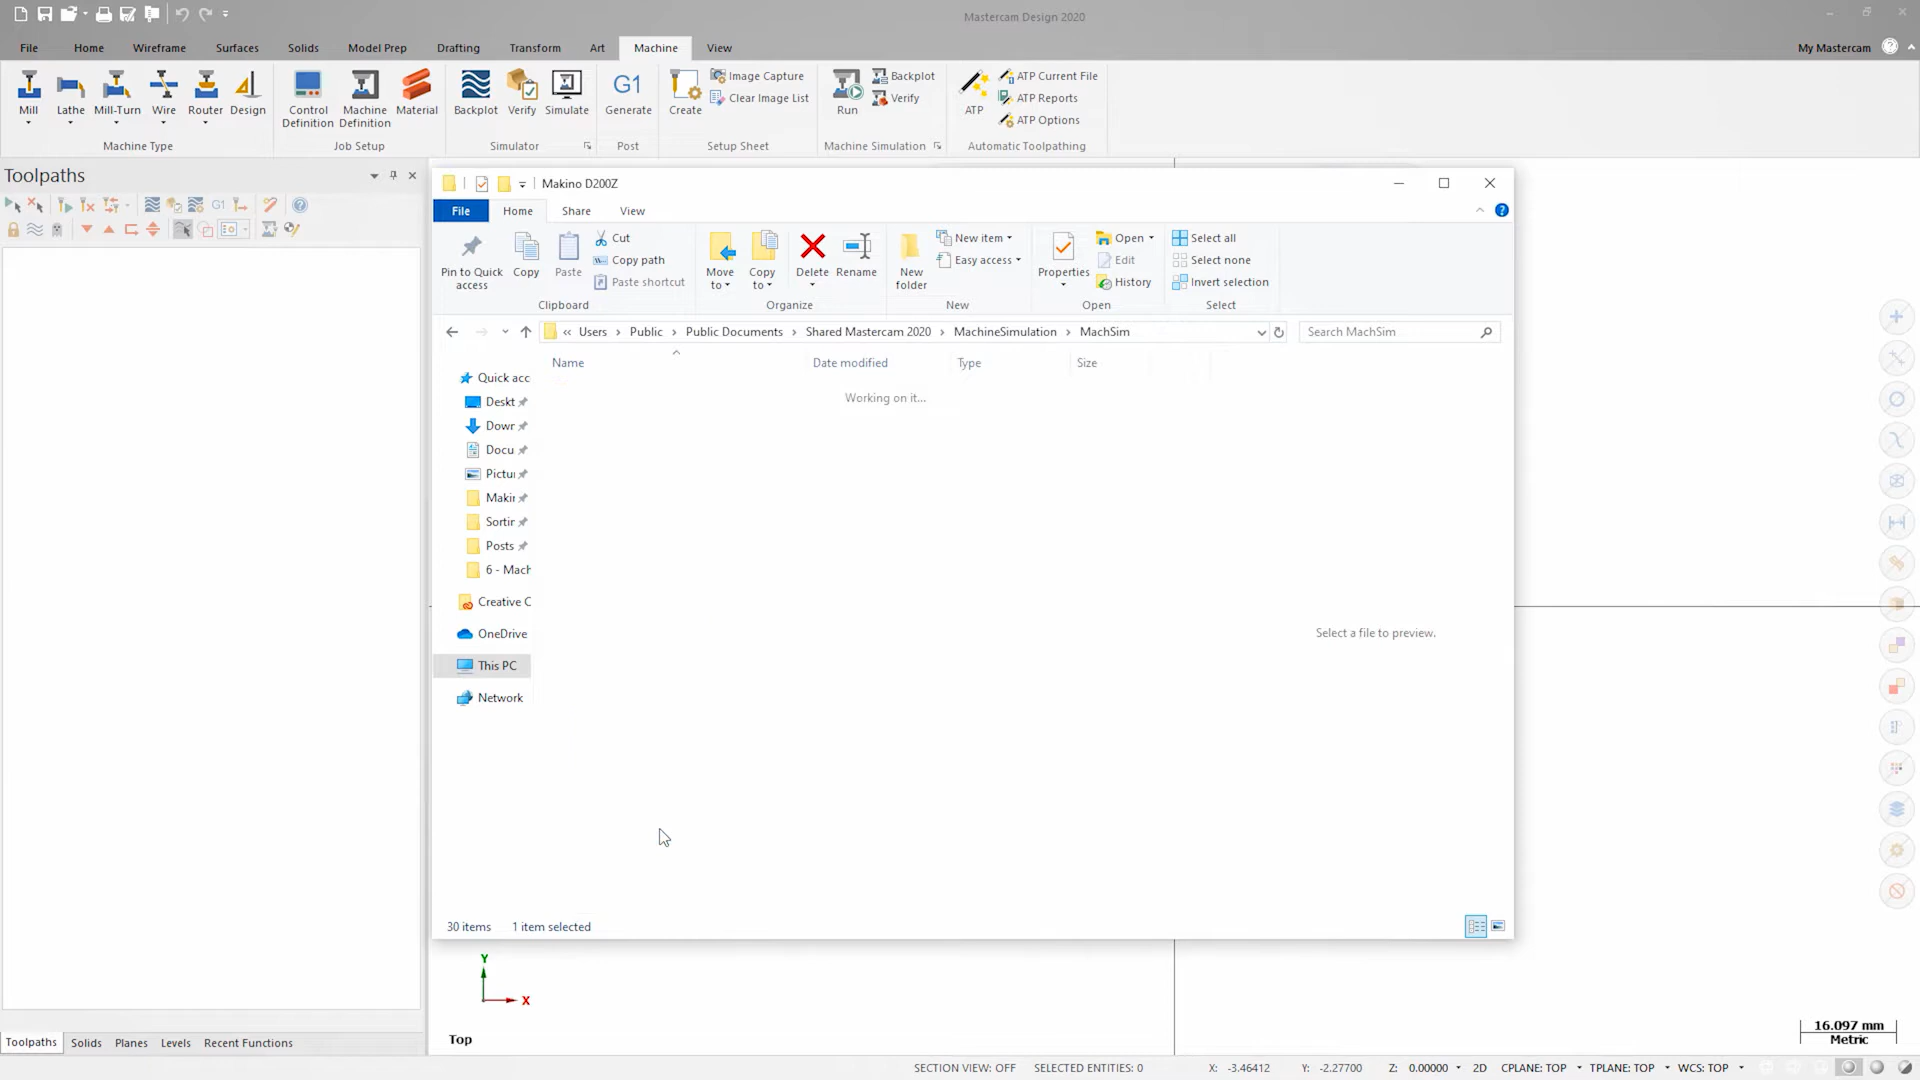 Mastercam Design 2020
File Home Wireframe Surfaces Solids Model Prep Drafting Transform Art Machine View My Mastercam
Mill Lathe Mill-Turn Wire Router Design
Machine Type
Control Definition
Machine Definition
Material
Job Setup
Backplot Verify Simulate
Simulator
G1
Generate
Post
Create
Image Capture
Clear Image List
Setup Sheet
Run
Backplot
Verify
Machine Simulation
ATP
ATP Current File
ATP Reports
ATP Options
Automatic Toolpathing
Toolpaths
G1
Makino D200Z
File Home Share View
Pin to Quick access
Copy
Paste
Cut
Copy path
Paste shortcut
Clipboard
Move to
Copy to
Delete
Rename
Organize
New folder
New item
Easy access
New
Properties
Open
Edit
History
Open
Select all
Select none
Invert selection
Select
« Users > Public > Public Documents > Shared Mastercam 2020 > MachineSimulation > MachSim
Search MachSim
Name Date modified Type Size
Working on it...
Quick acc
Deskt
Dowr
Docu
Pictu
Makir
Sortir
Posts
6 - Mach
Creative C
OneDrive
This PC
Network
Select a file to preview.
30 items 1 item selected
Y
X
Top
16.097 mm
Metric
Toolpaths Solids Planes Levels Recent Functions
SECTION VIEW: OFF SELECTED ENTITIES: 0 X: -3.46412 Y: -2.27700 Z: 0.00000 2D CPLANE: TOP TPLANE: TOP WCS: TOP